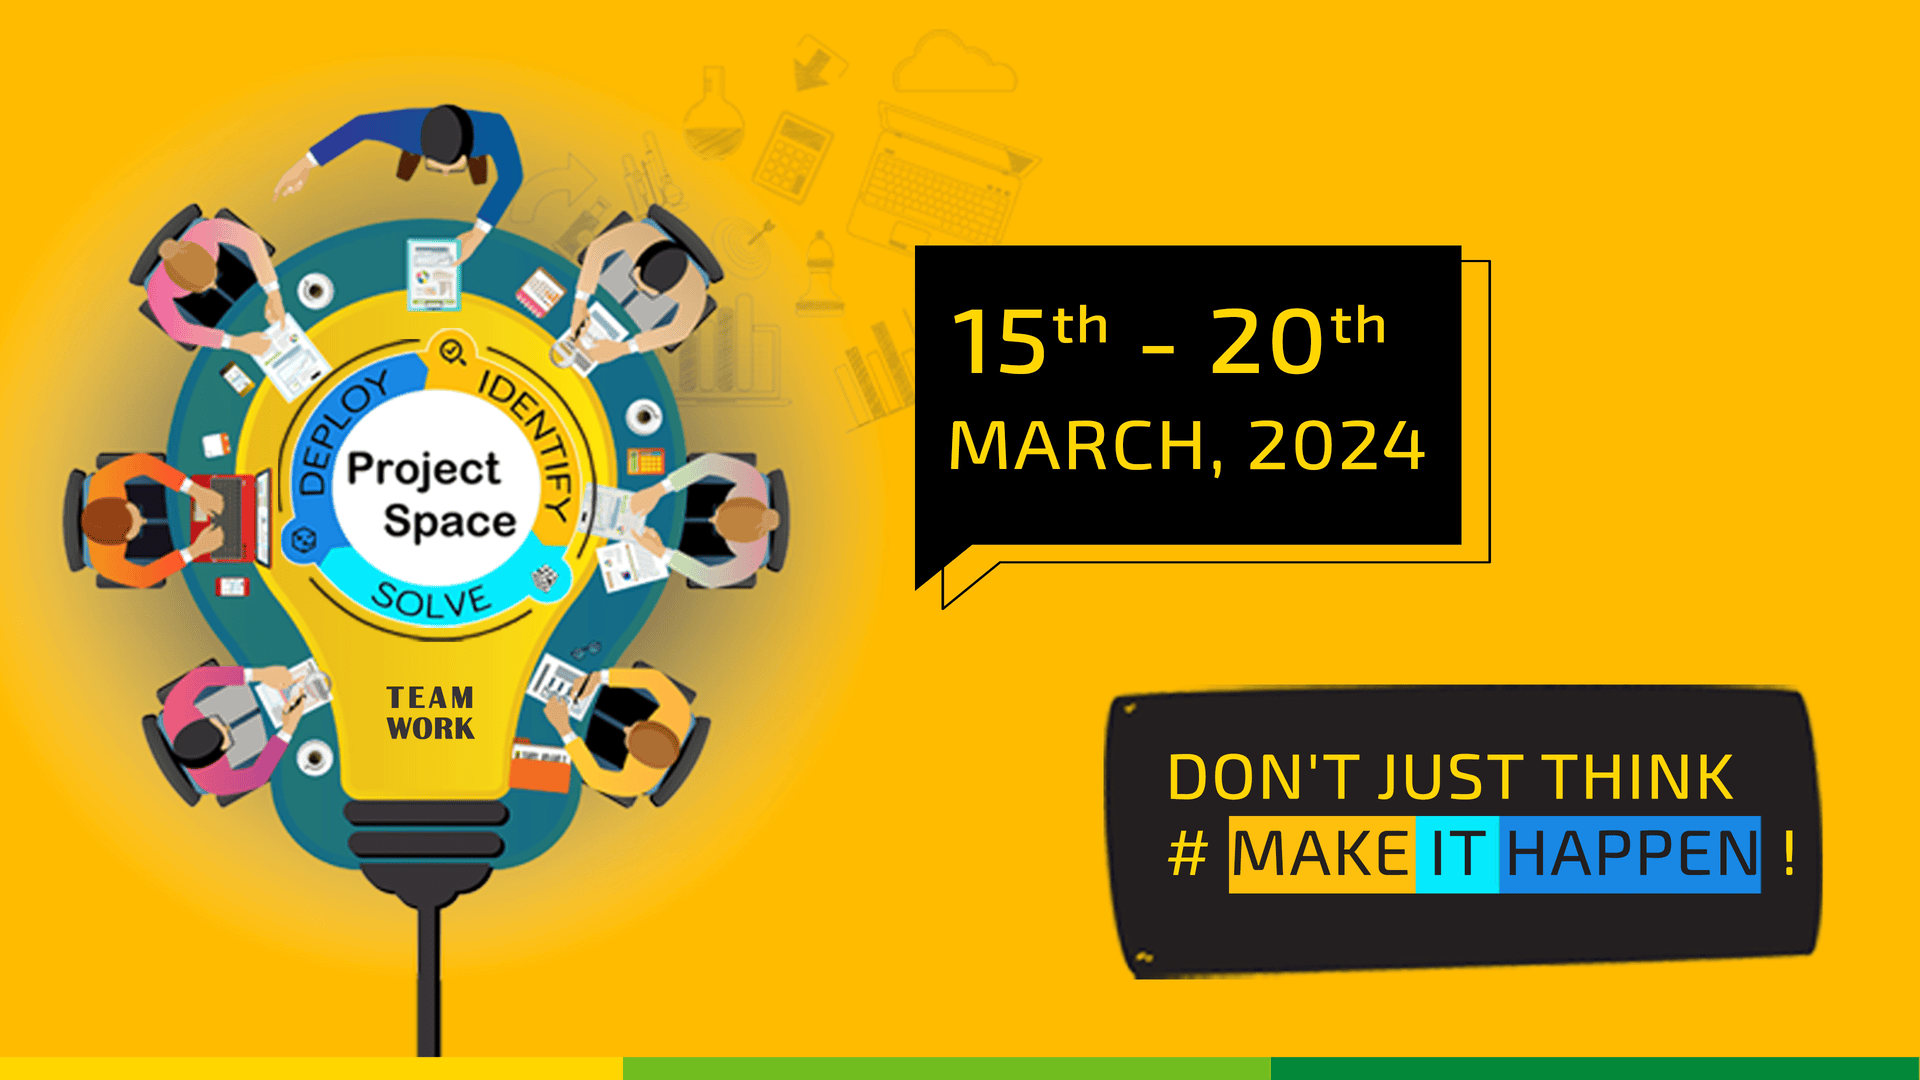 DEPLOY
IDENTIFY
Project
Space
SOLVE
TEAM
WORK
15th - 20th
MARCH, 2024
DON'T JUST THINK
# MAKE IT HAPPEN !